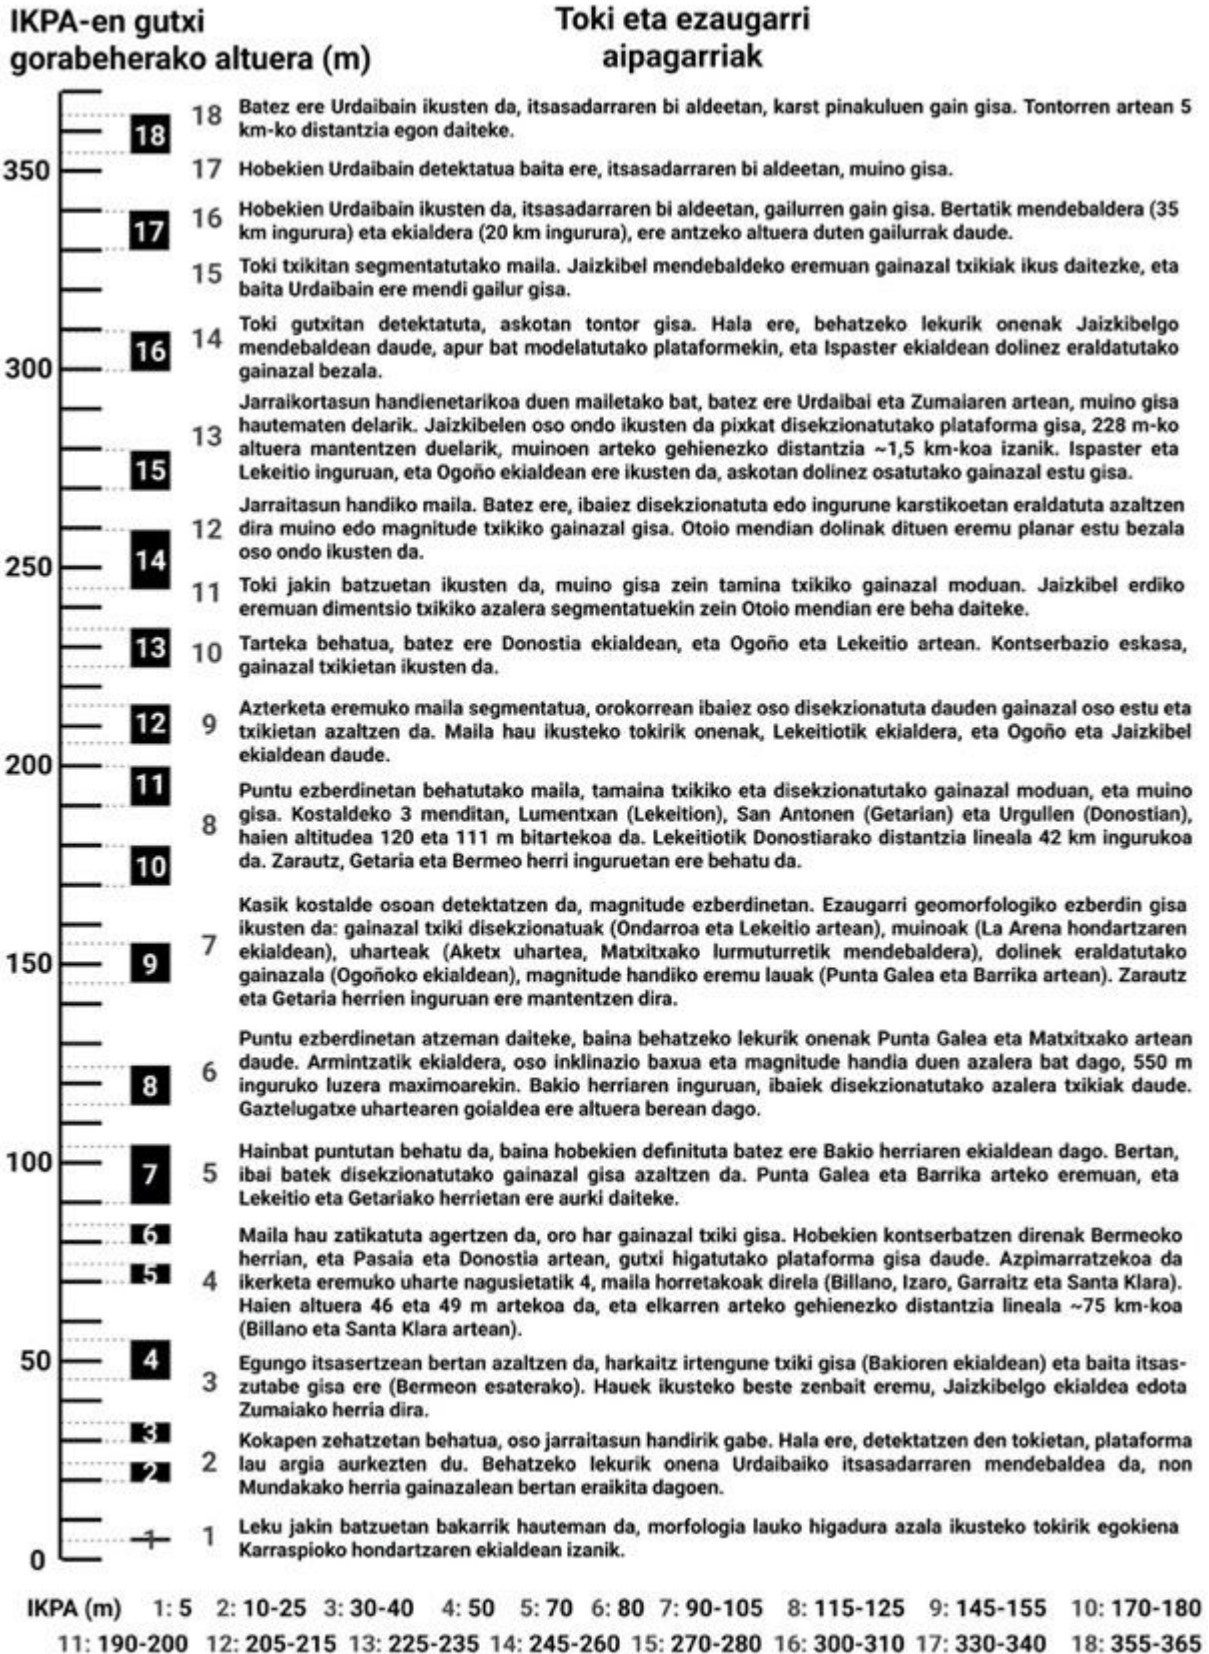 IKPA-en gutxi
gorabeherako altuera (m)
Toki eta ezaugarri
aipagarriak
350
300
250
200
150
100
50
0
18
17
16
15
14
13
12
11
10
9
8
7
6
5
4
3
2
1
18 Batez ere Urdaibain ikusten da, itsasadarraren bi aldeetan, karst pinakuluen gain gisa. Tontorren artean 5
km-ko distantzia egon daiteke.
17 Hobekien Urdaibain detektatua baita ere, itsasadarraren bi aldeetan, muino gisa.
16 Hobekien Urdaibain ikusten da, itsasadarraren bi aldeetan, gailurren gain gisa. Bertatik mendebaldera (35
km ingurura) eta ekialdera (20 km ingurura), ere antzeko altuera duten gailurrak daude.
15 Toki txikitan segmentatutako maila. Jaizkibel mendebaldeko eremuan gainazal txikiak ikus daitezke, eta
baita Urdaibain ere mendi gailur gisa.
14 Toki gutxitan detektatuta, askotan tontor gisa. Hala ere, behatzeko lekurik onenak Jaizkibelgo
mendebaldean daude, apur bat modelatutako plataformekin, eta Ispaster ekialdean dolinez eraldatutako
gainazal bezala.
13 Jarraikortasun handienetarikoa duen mailetako bat, batez ere Urdaibai eta Zumaiaren artean, muino gisa
hautematen delarik. Jaizkibelen oso ondo ikusten da pixkat disekzionatutako plataforma gisa, 228 m-ko
altuera mantentzen duelarik, muinoen arteko gehienezko distantzia ~1,5 km-koa izanik. Ispaster eta
Lekeitio inguruan, eta Ogoño ekialdean ere ikusten da, askotan dolinez osatutako gainazal estu gisa.
12 Jarraitasun handiko maila. Batez ere, ibaiez disekzionatuta edo ingurune karstikoetan eraldatuta azaltzen
dira muino edo magnitude txikiko gainazal gisa. Otoio mendian dolinak dituen eremu planar estu bezala
oso ondo ikusten da.
11 Toki jakin batzuetan ikusten da, muino gisa zein tamina txikiko gainazal moduan. Jaizkibel erdiko
eremuan dimentsio txikiko azalera segmentatuekin zein Otoio mendian ere beha daiteke.
10 Tarteka behatua, batez ere Donostia ekialdean, eta Ogoño eta Lekeitio artean. Kontserbazio eskasa,
gainazal txikietan ikusten da.
9 Azterketa eremuko maila segmentatua, orokorrean ibaiez oso disekzionatuta dauden gainazal oso estu eta
txikietan azaltzen da. Maila hau ikusteko tokirik onenak, Lekeitiotik ekialdera, eta Ogoño eta Jaizkibel
ekialdean daude.
8 Puntu ezberdinetan behatutako maila, tamaina txikiko eta disekzionatutako gainazal moduan, eta muino
gisa. Kostaldeko 3 menditan, Lumentxan (Lekeition), San Antonen (Getarian) eta Urgullen (Donostian),
haien altitudea 120 eta 111 m bitartekoa da. Lekeitiotik Donostiarako distantzia lineala 42 km ingurukoa
da. Zarautz, Getaria eta Bermeo herri inguruetan ere behatu da.
7 Kasik kostalde osoan detektatzen da, magnitude ezberdinetan. Ezaugarri geomorfologiko ezberdin gisa
ikusten da: gainazal txiki disekzionatuak (Ondarroa eta Lekeitio artean), muinoak (La Arena hondartzaren
ekialdean), uharteak (Aketx uhartea, Matxitxako lurmuturretik mendebaldera), dolinek eraldatutako
gainazala (Ogoñoko ekialdean), magnitude handiko eremu lauak (Punta Galea eta Barrika artean). Zarautz
eta Getaria herrien inguruan ere mantentzen dira.
6 Puntu ezberdinetan atzeman daiteke, baina behatzeko lekurik onenak Punta Galea eta Matxitxako artean
daude. Armintzatik ekialdera, oso inklinazio baxua eta magnitude handia duen azalera bat dago, 550 m
inguruko luzera maximoarekin. Bakio herriaren inguruan, ibaiek disekzionatutako azalera txikiak daude.
Gaztelugatxe uhartearen goialdea ere altuera berean dago.
5 Hainbat puntutan behatu da, baina hobekien definituta batez ere Bakio herriaren ekialdean dago. Bertan,
ibai batek disekzionatutako gainazal gisa azaltzen da. Punta Galea eta Barrika arteko eremuan, eta
Lekeitio eta Getariako herrietan ere aurki daiteke.
4 Maila hau zatikatuta agertzen da, oro har gainazal txiki gisa. Hobekien kontserbatzen direnak Bermeoko
herrian, eta Pasaia eta Donostia artean, gutxi higatutako plataforma gisa daude. Azpimarratzekoa da
ikerketa eremuko uharte nagusietatik 4, maila horretakoak direla (Billano, Izaro, Garraitz eta Santa Klara).
Haien altuera 46 eta 49 m artekoa da, eta elkarren arteko gehienezko distantzia lineala ~75 km-koa
(Billano eta Santa Klara artean).
3 Egungo itsasertzean bertan azaltzen da, harkaitz irtengune txiki gisa (Bakioren ekialdean) eta baita itsas-
zutabe gisa ere (Bermeon esaterako). Hauek ikusteko beste zenbait eremu, Jaizkibelgo ekialdea edota
Zumaiako herria dira.
2 Kokapen zehatzetan behatua, oso jarraitasun handirik gabe. Hala ere, detektatzen den tokietan, plataforma
lau argia aurkezten du. Behatzeko lekurik onena Urdaibaiko itsasadarraren mendebaldea da, non
Mundakako herria gainazalean bertan eraikita dagoen.
1 Leku jakin batzuetan bakarrik hauteman da, morfologia lauko higadura azala ikusteko tokirik egokiena
Karraspioko hondartzaren ekialdean izanik.
IKPA (m) 1: 5 2: 10-25 3: 30-40 4: 50 5: 70 6: 80 7: 90-105 8: 115-125 9: 145-155 10: 170-180
11: 190-200 12: 205-215 13: 225-235 14: 245-260 15: 270-280 16: 300-310 17: 330-340 18: 355-365